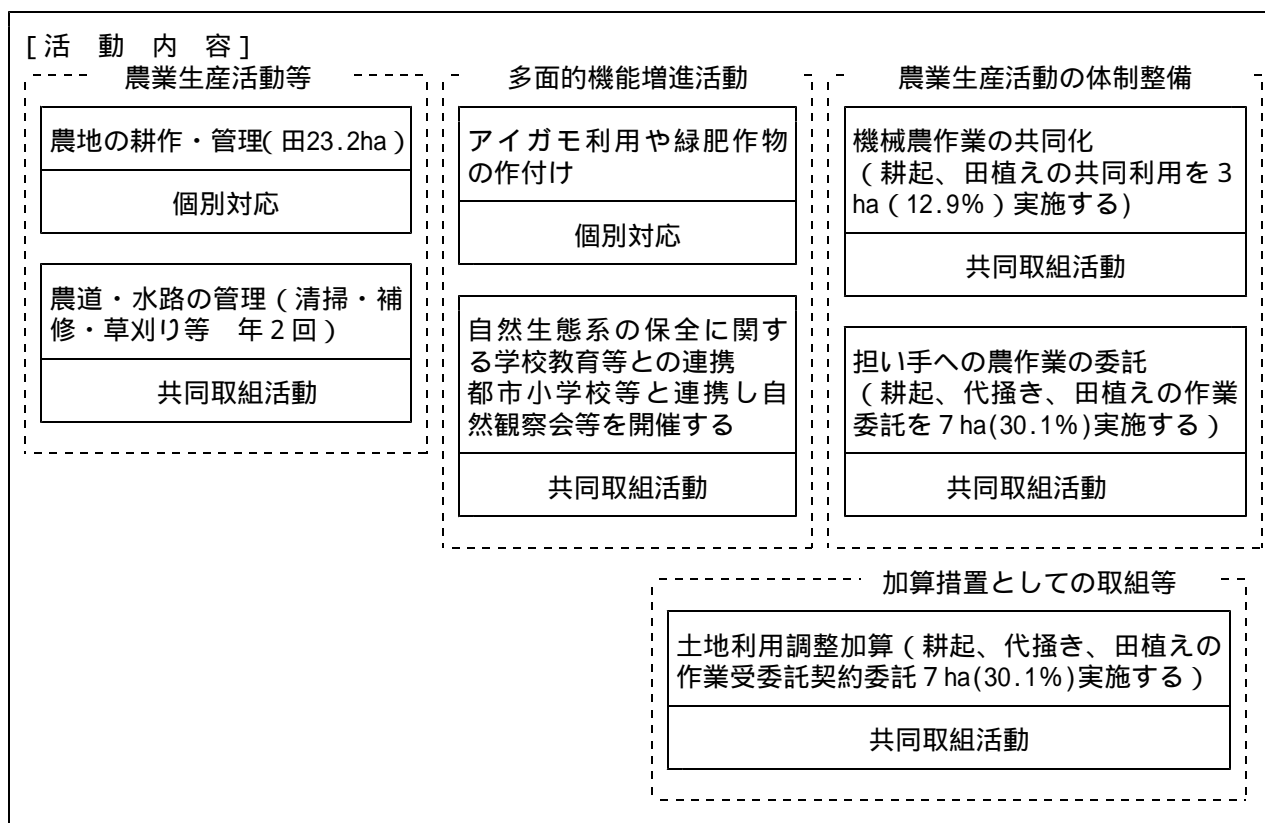 [活 動 内 容]
農業生産活動等
農地の耕作・管理(田23.2ha)
個別対応
農道・水路の管理(清掃・補
修・草刈り等 年2回)
共同取組活動
多面的機能増進活動
アイガモ利用や緑肥作物
の作付け
個別対応
自然生態系の保全に関す
る学校教育等との連携
都市小学校等と連携し自
然観察会等を開催する
共同取組活動
農業生産活動の体制整備
機械農作業の共同化
(耕起、田植えの共同利用を3
ha(12.9%)実施する)
共同取組活動
担い手への農作業の委託
(耕起、代掻き、田植えの作業
委託を7ha(30.1%)実施する)
共同取組活動
加算措置としての取組等
土地利用調整加算(耕起、代掻き、田植えの
作業受委託契約委託7ha(30.1%)実施する)
共同取組活動